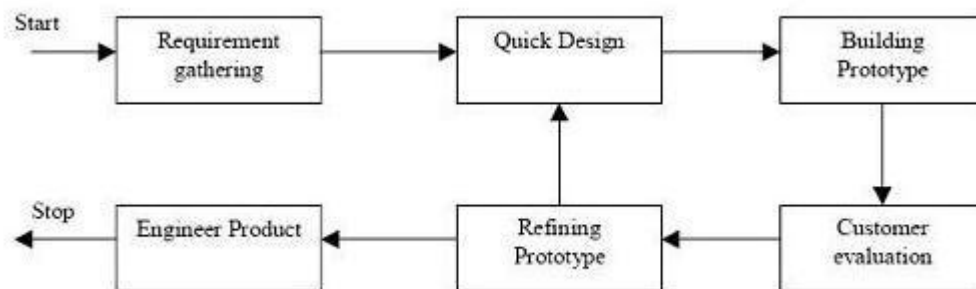 Start
Requirement
gathering
Quick Design
Building
Prototype
Stop
Engineer Product
Refining
Prototype
Customer
evaluation